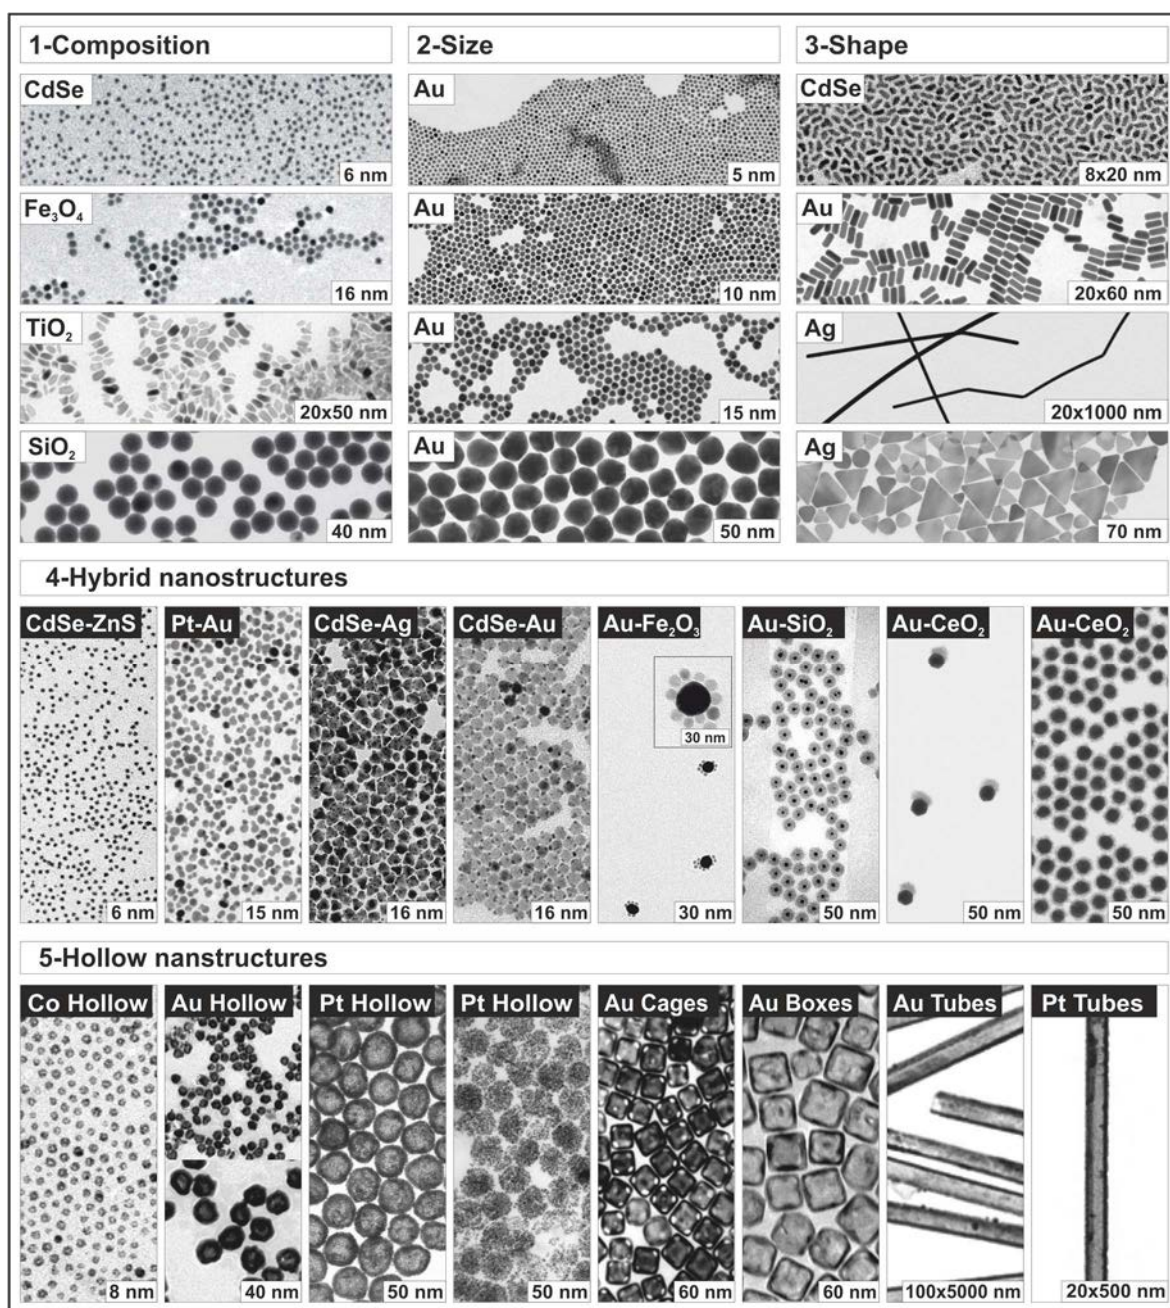 1-Composition
2-Size
3-Shape
CdSe
6 nm
Fe₃O₄
16 nm
TiO₂
20x50 nm
SiO₂
40 nm
Au
5 nm
Au
10 nm
Au
15 nm
Au
50 nm
CdSe
8x20 nm
Au
20x60 nm
Ag
20x1000 nm
Ag
70 nm
4-Hybrid nanostructures
CdSe-ZnS
6 nm
Pt-Au
15 nm
CdSe-Ag
16 nm
CdSe-Au
16 nm
Au-Fe₂O₃
30 nm
30 nm
Au-SiO₂
50 nm
Au-CeO₂
50 nm
Au-CeO₂
50 nm
5-Hollow nanstructures
Co Hollow
8 nm
Au Hollow
40 nm
Pt Hollow
50 nm
Pt Hollow
50 nm
Au Cages
60 nm
Au Boxes
60 nm
Au Tubes
100x5000 nm
Pt Tubes
20x500 nm